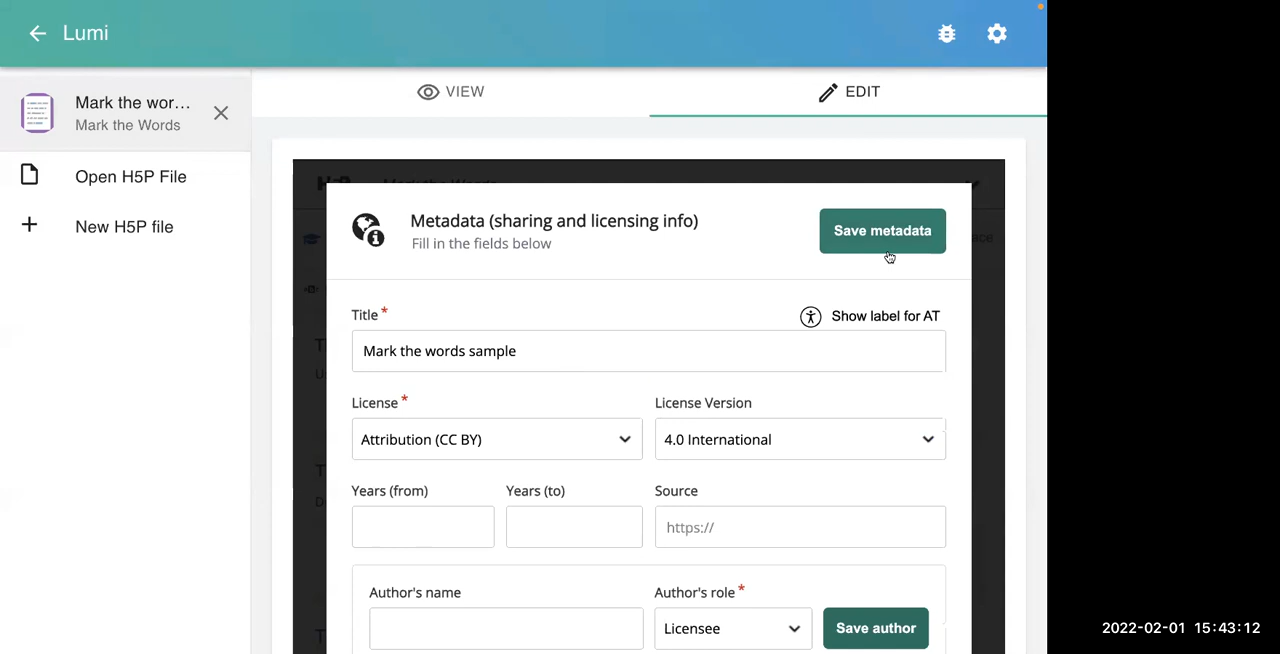 Lumi
VIEW
EDIT
Mark the wor...
Mark the Words
Open H5P File
New H5P file
Metadata (sharing and licensing info)
Fill in the fields below
Save metadata
Title *
Show label for AT
Mark the words sample
License *
License Version
Attribution (CC BY)
4.0 International
Years (from)
Years (to)
Source
https://
Author's name
Author's role *
Licensee
Save author
2022-02-01 15:43:12